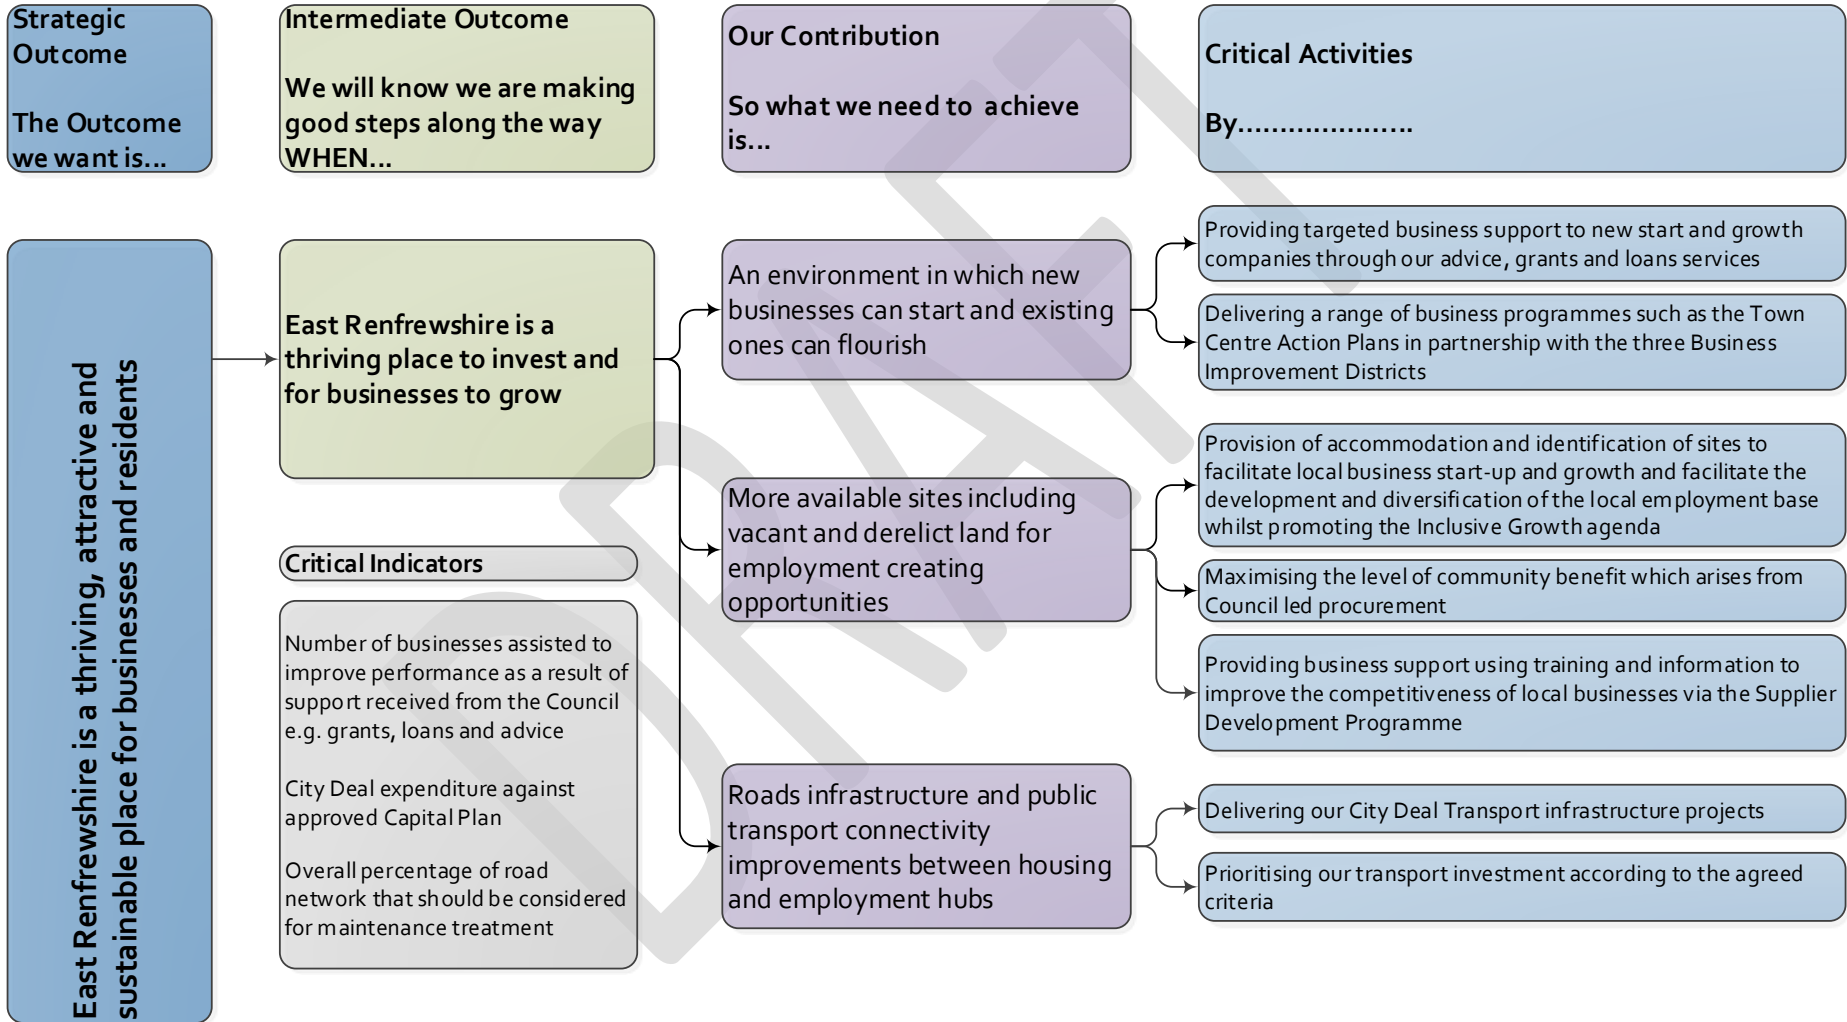 Strategic
Outcome
The Outcome
we want is...
Intermediate Outcome
We will know we are making
good steps along the way
WHEN...
Our Contribution
So what we need to achieve
is...
Critical Activities
By.....................
East Renfrewshire is a thriving, attractive and
sustainable place for businesses and residents
East Renfrewshire is a
thriving place to invest and
for businesses to grow
Critical Indicators
Number of businesses assisted to
improve performance as a result of
support received from the Council
e.g. grants, loans and advice
City Deal expenditure against
approved Capital Plan
Overall percentage of road
network that should be considered
for maintenance treatment
An environment in which new
businesses can start and existing
ones can flourish
More available sites including
vacant and derelict land for
employment creating
opportunities
Roads infrastructure and public
transport connectivity
improvements between housing
and employment hubs
Providing targeted business support to new start and growth
companies through our advice, grants and loans services
Delivering a range of business programmes such as the Town
Centre Action Plans in partnership with the three Business
Improvement Districts
Provision of accommodation and identification of sites to
facilitate local business start-up and growth and facilitate the
development and diversification of the local employment base
whilst promoting the Inclusive Growth agenda
Maximising the level of community benefit which arises from
Council led procurement
Providing business support using training and information to
improve the competitiveness of local businesses via the Supplier
Development Programme
Delivering our City Deal Transport infrastructure projects
Prioritising our transport investment according to the agreed
criteria
DRAFT